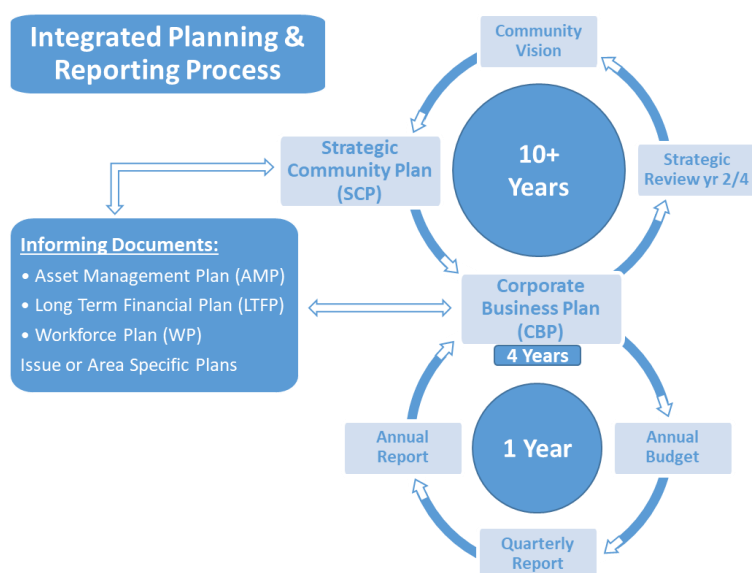 Integrated Planning &
Reporting Process
Community
Vision
Strategic
Community Plan
(SCP)
10+
Years
Strategic
Review yr 2/4
Informing Documents:
• Asset Management Plan (AMP)
• Long Term Financial Plan (LTFP)
• Workforce Plan (WP)
Issue or Area Specific Plans
Corporate
Business Plan
(CBP)
4 Years
Annual
Report
1 Year
Annual
Budget
Quarterly
Report